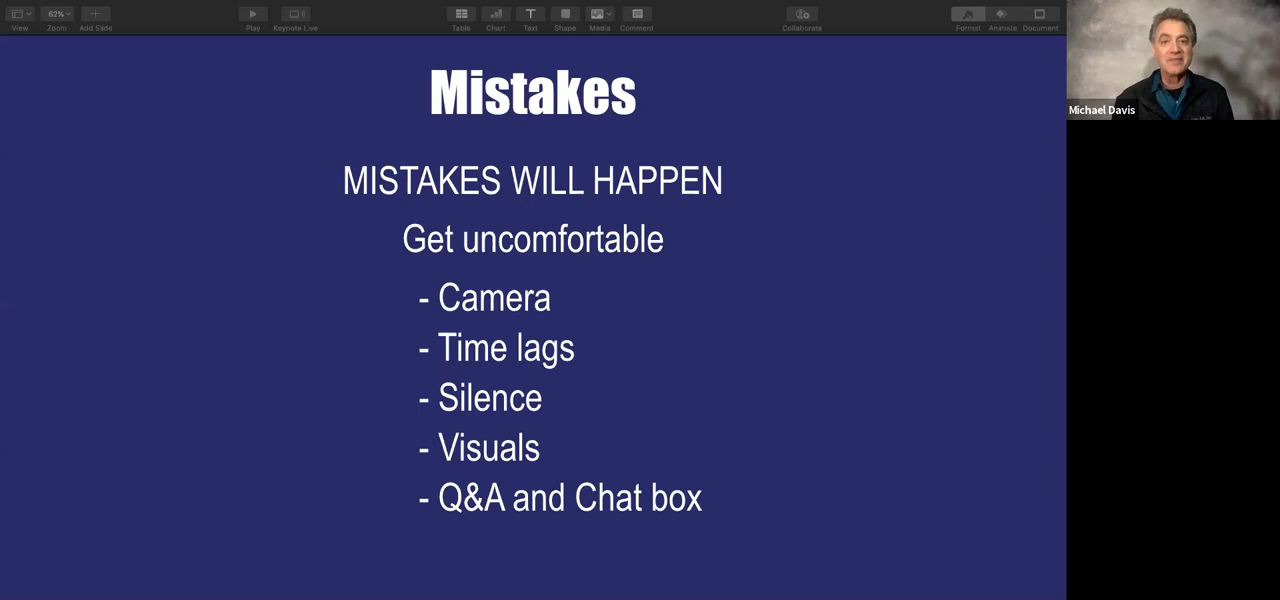 View
62%
Zoom
Add Slide
Play
Keynote Live
Table
Chart
Text
Shape
Media
Comment
Collaborate
Format
Animate
Document
Michael Davis
Mistakes
MISTAKES WILL HAPPEN
Get uncomfortable
- Camera
- Time lags
- Silence
- Visuals
- Q&A and Chat box